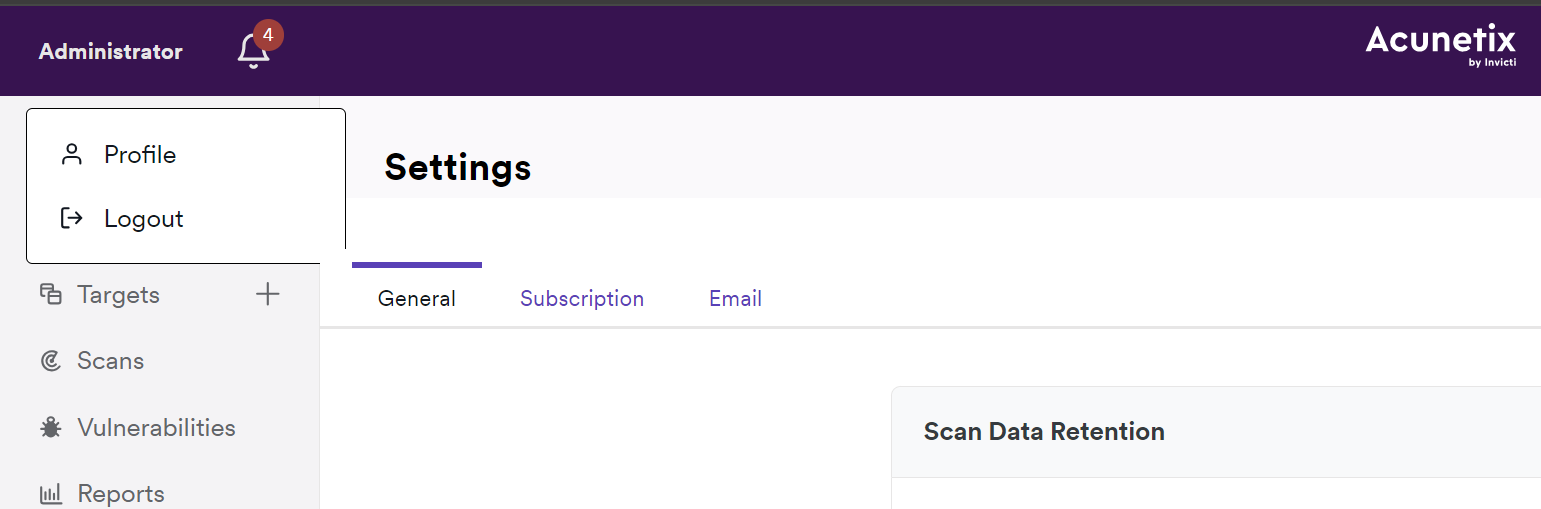 Administrator
4
Acunetix
by Invicti
Profile
Logout
Settings
General
Subscription
Email
Targets
Scans
Vulnerabilities
Reports
Scan Data Retention